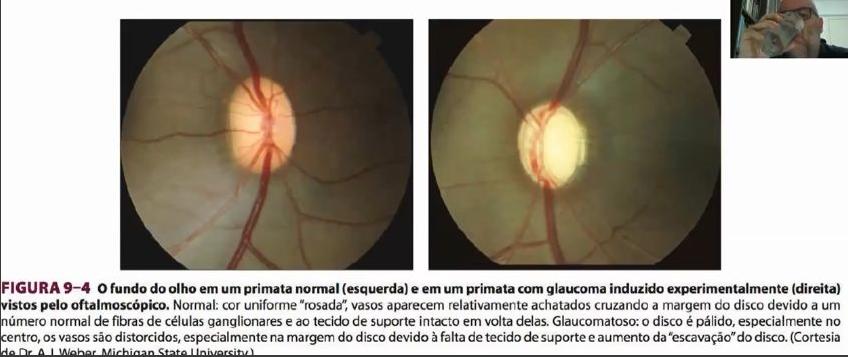 FIGURA 9–4 O fundo do olho em um primata normal (esquerda) e em um primata com glaucoma induzido experimentalmente (direita)
vistos pelo oftalmoscópico. Normal: cor uniforme "rosada", vasos aparecem relativamente achatados cruzando a margem do disco devido a um
número normal de fibras de células ganglionares e ao tecido de suporte intacto em volta delas. Glaucomatoso: o disco é pálido, especialmente no
centro, os vasos são distorcidos, especialmente na margem do disco devido à falta de tecido de suporte e aumento da "escavação" do disco. (Cortesia
de Dr. A. J. Weber, Michigan State University.)